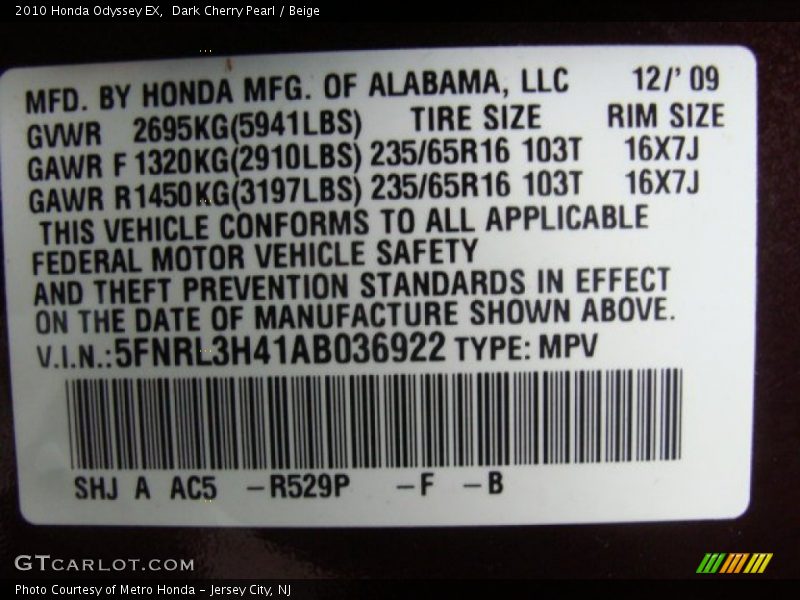 2010 Honda Odyssey EX,  Dark Cherry Pearl / Beige
MFD. BY HONDA MFG. OF ALABAMA, LLC 12/' 09
GVWR 2695KG(5941LBS) TIRE SIZE RIM SIZE
GAWR F 1320KG(2910LBS) 235/65R16 103T 16X7J
GAWR R1450KG(3197LBS) 235/65R16 103T 16X7J
THIS VEHICLE CONFORMS TO ALL APPLICABLE
FEDERAL MOTOR VEHICLE SAFETY
AND THEFT PREVENTION STANDARDS IN EFFECT
ON THE DATE OF MANUFACTURE SHOWN ABOVE.
V.I.N.:5FNRL3H41AB036922 TYPE: MPV
SHJ A AC5 -R529P -F -B
GTCARLOT.COM
Photo Courtesy of Metro Honda - Jersey City, NJ